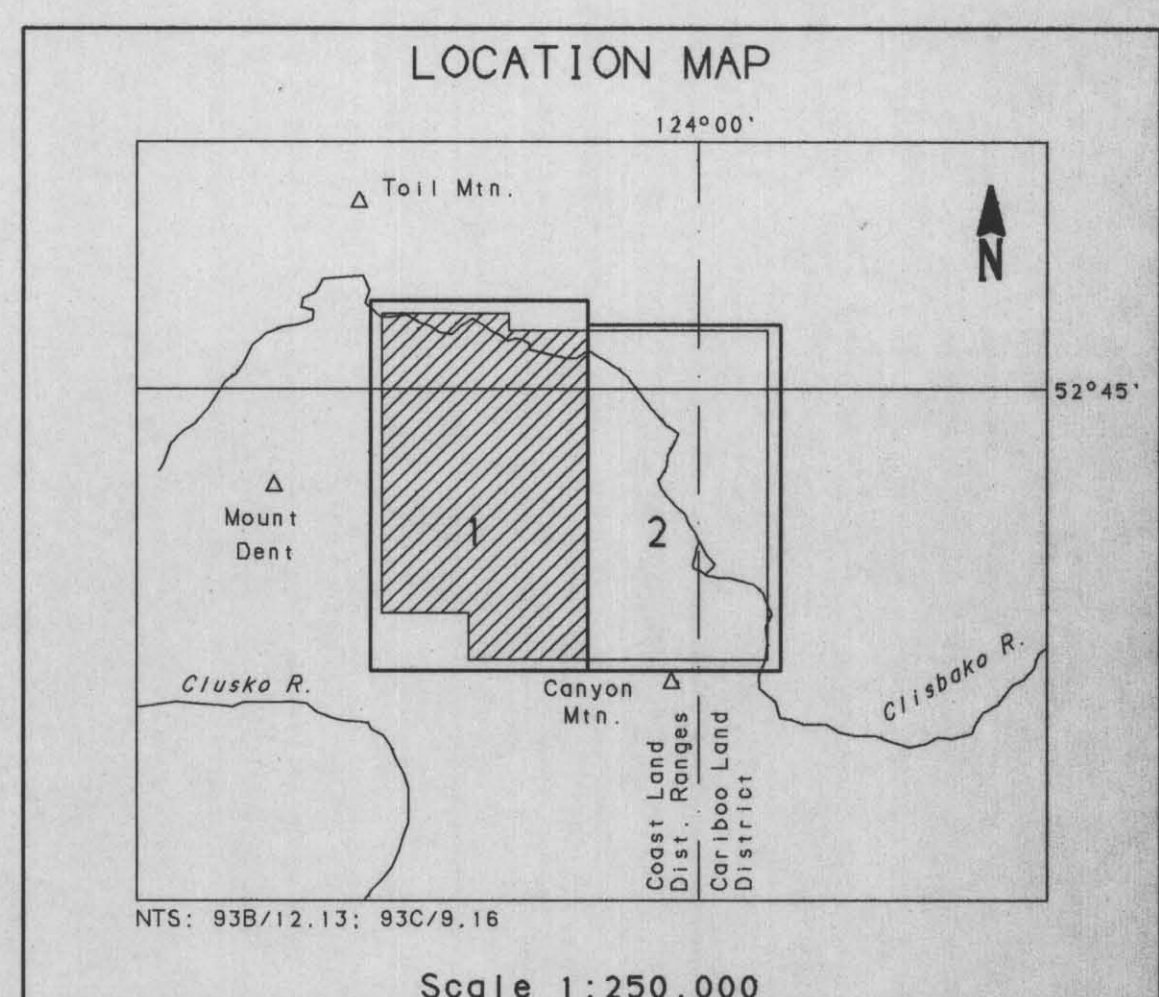 LOCATION MAP
124°00'
Toil Mtn.
N
52°45'
Mount
Dent
1
2
Clusko R.
Canyon
Mtn.
Clisbako R.
Coast Land
Dist. Ranges
Cariboo Land
District
NTS: 93B/12.13; 93C/9.16
Scale 1:250,000